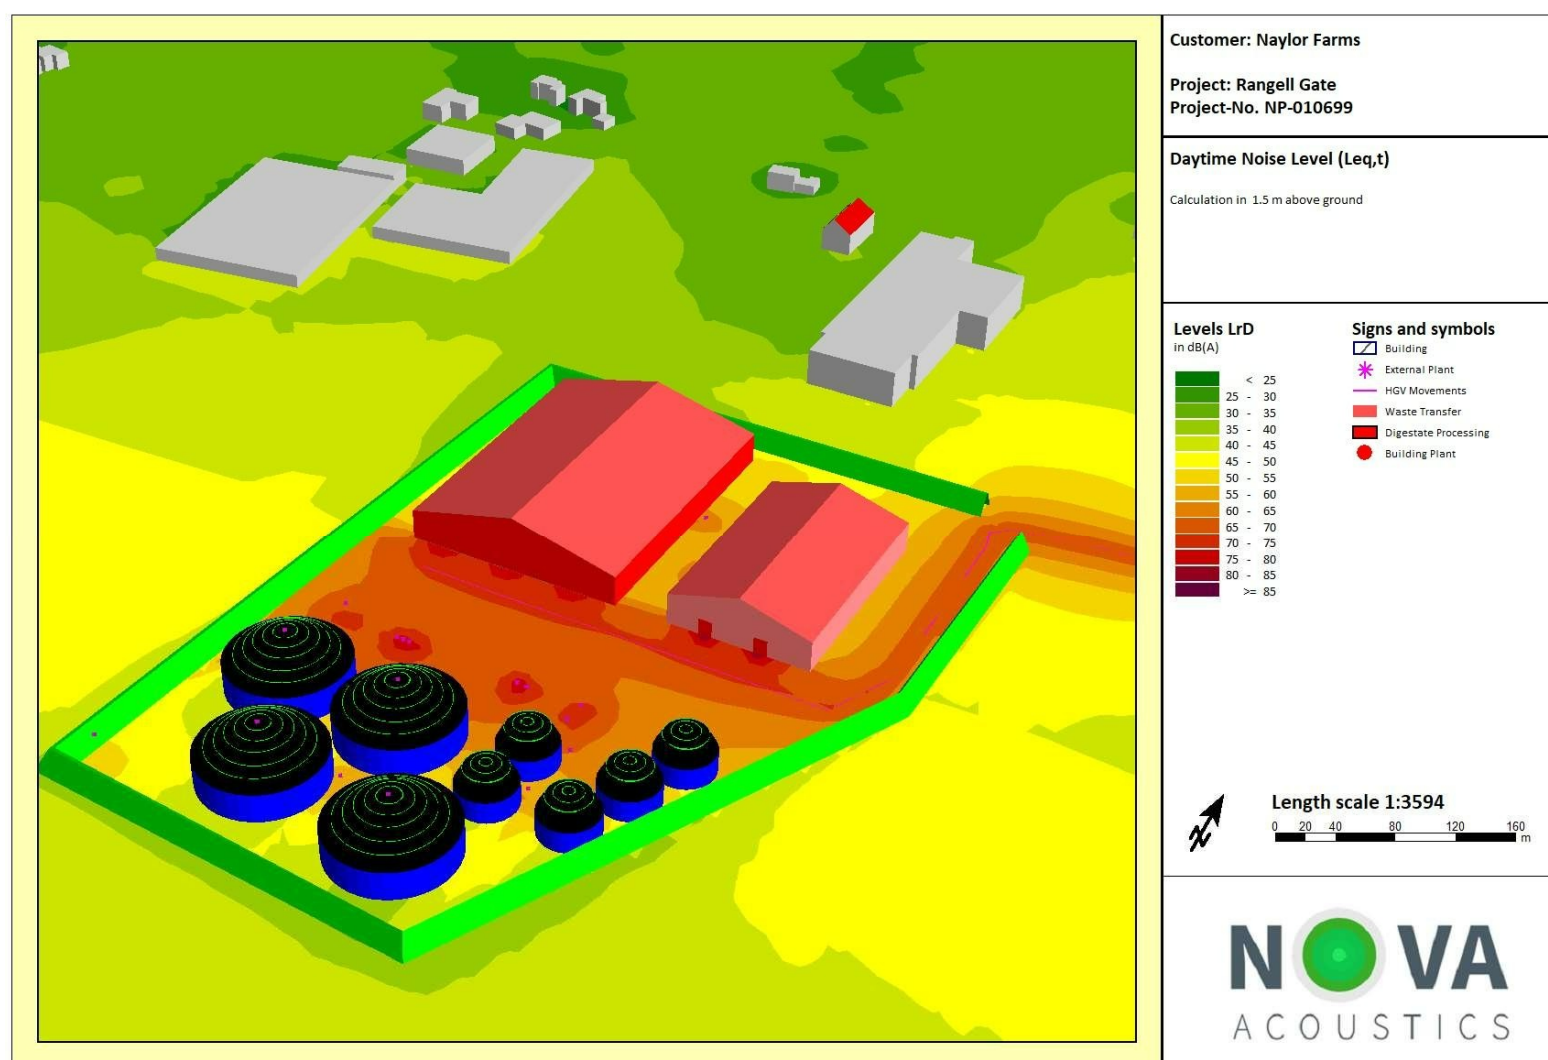 Customer: Naylor Farms
Project: Rangell Gate
Project-No. NP-010699
Daytime Noise Level (Leq,t)
Calculation in 1.5 m above ground
Levels LrD
in dB(A)
< 25
25 - 30
30 - 35
35 - 40
40 - 45
45 - 50
50 - 55
55 - 60
60 - 65
65 - 70
70 - 75
75 - 80
80 - 85
>= 85
Signs and symbols
Building
External Plant
HGV Movements
Waste Transfer
Digestate Processing
Building Plant
N
Length scale 1:3594
0 20 40 80 120 160
m
NOVA
ACOUSTICS